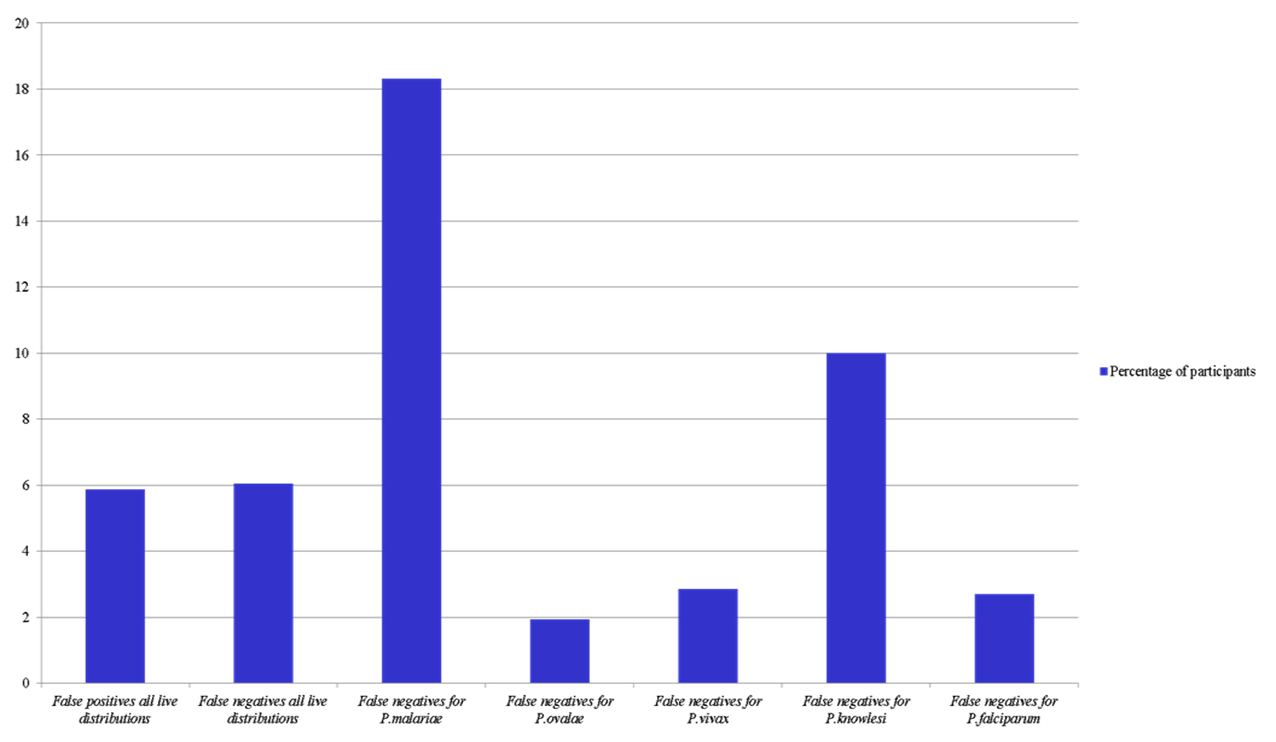 20
18
16
14
12
10
8
6
4
2
0
False positives all live
distributions
False negatives all live
distributions
False negatives for
P.malariae
False negatives for
P.ovalae
False negatives for
P.vivax
False negatives for
P.knowlesi
False negatives for
P.falciparum
Percentage of participants